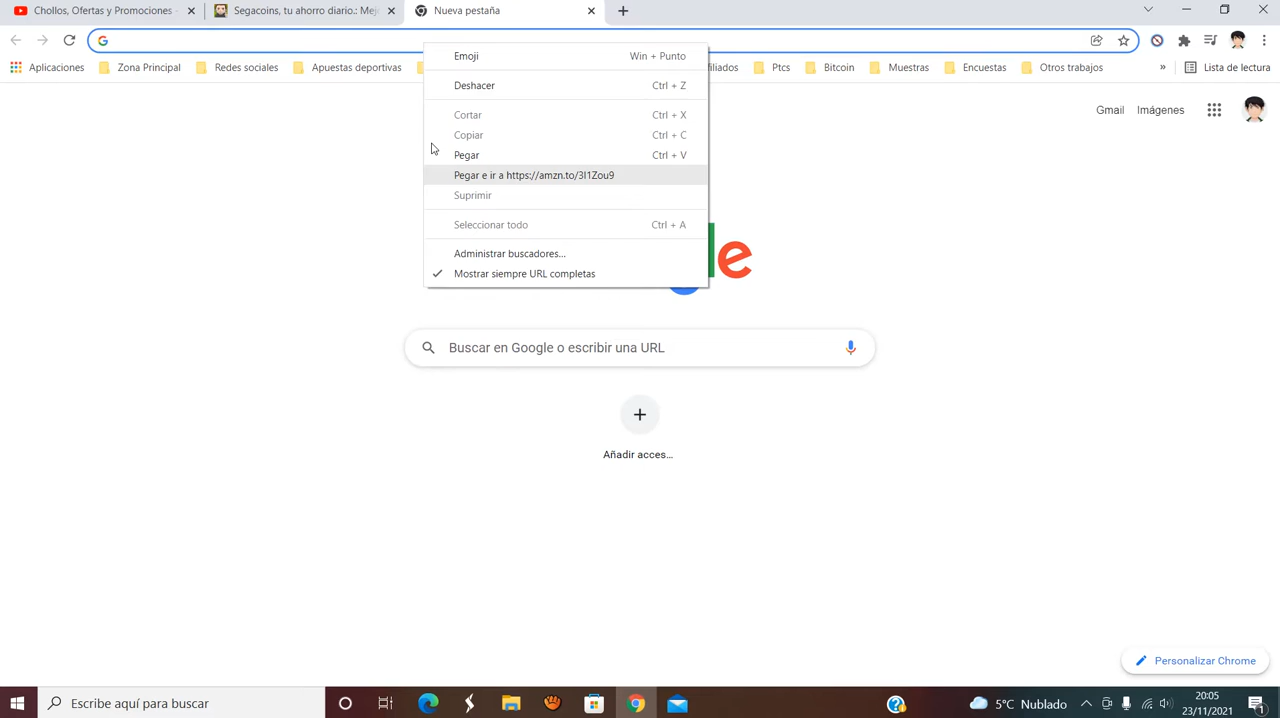 Chollos, Ofertas y Promociones -
Segacoins, tu ahorro diario.: Mej
Nueva pestaña
Aplicaciones
Zona Principal
Redes sociales
Apuestas deportivas
Ptcs
Bitcoin
Muestras
Encuestas
Otros trabajos
»
Lista de lectura
Gmail
Imágenes
Emoji Win + Punto
Deshacer Ctrl + Z
Cortar Ctrl + X
Copiar Ctrl + C
Pegar Ctrl + V
Pegar e ir a https://amzn.to/3I1Zou9
Suprimir
Seleccionar todo Ctrl + A
Administrar buscadores...
Mostrar siempre URL completas
e
Buscar en Google o escribir una URL
Añadir acces...
Personalizar Chrome
Escribe aquí para buscar
5°C Nublado
20:05
23/11/2021
1